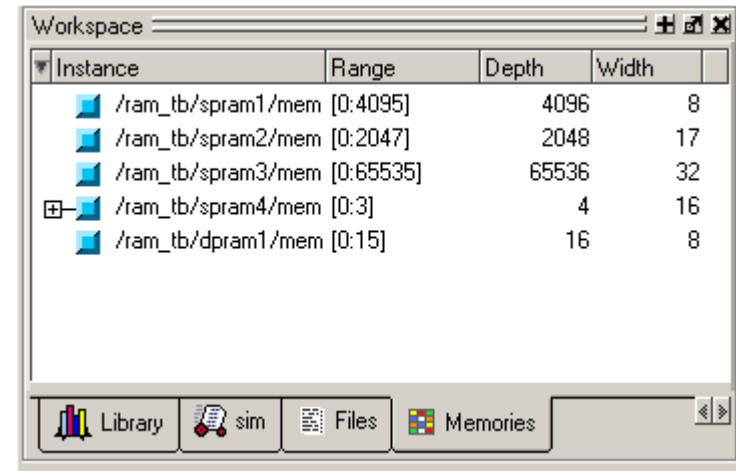 Workspace
Instance Range Depth Width
/ram_tb/spram1/mem [0:4095] 4096 8
/ram_tb/spram2/mem [0:2047] 2048 17
/ram_tb/spram3/mem [0:65535] 65536 32
/ram_tb/spram4/mem [0:3] 4 16
/ram_tb/dpram1/mem [0:15] 16 8
Library sim Files Memories